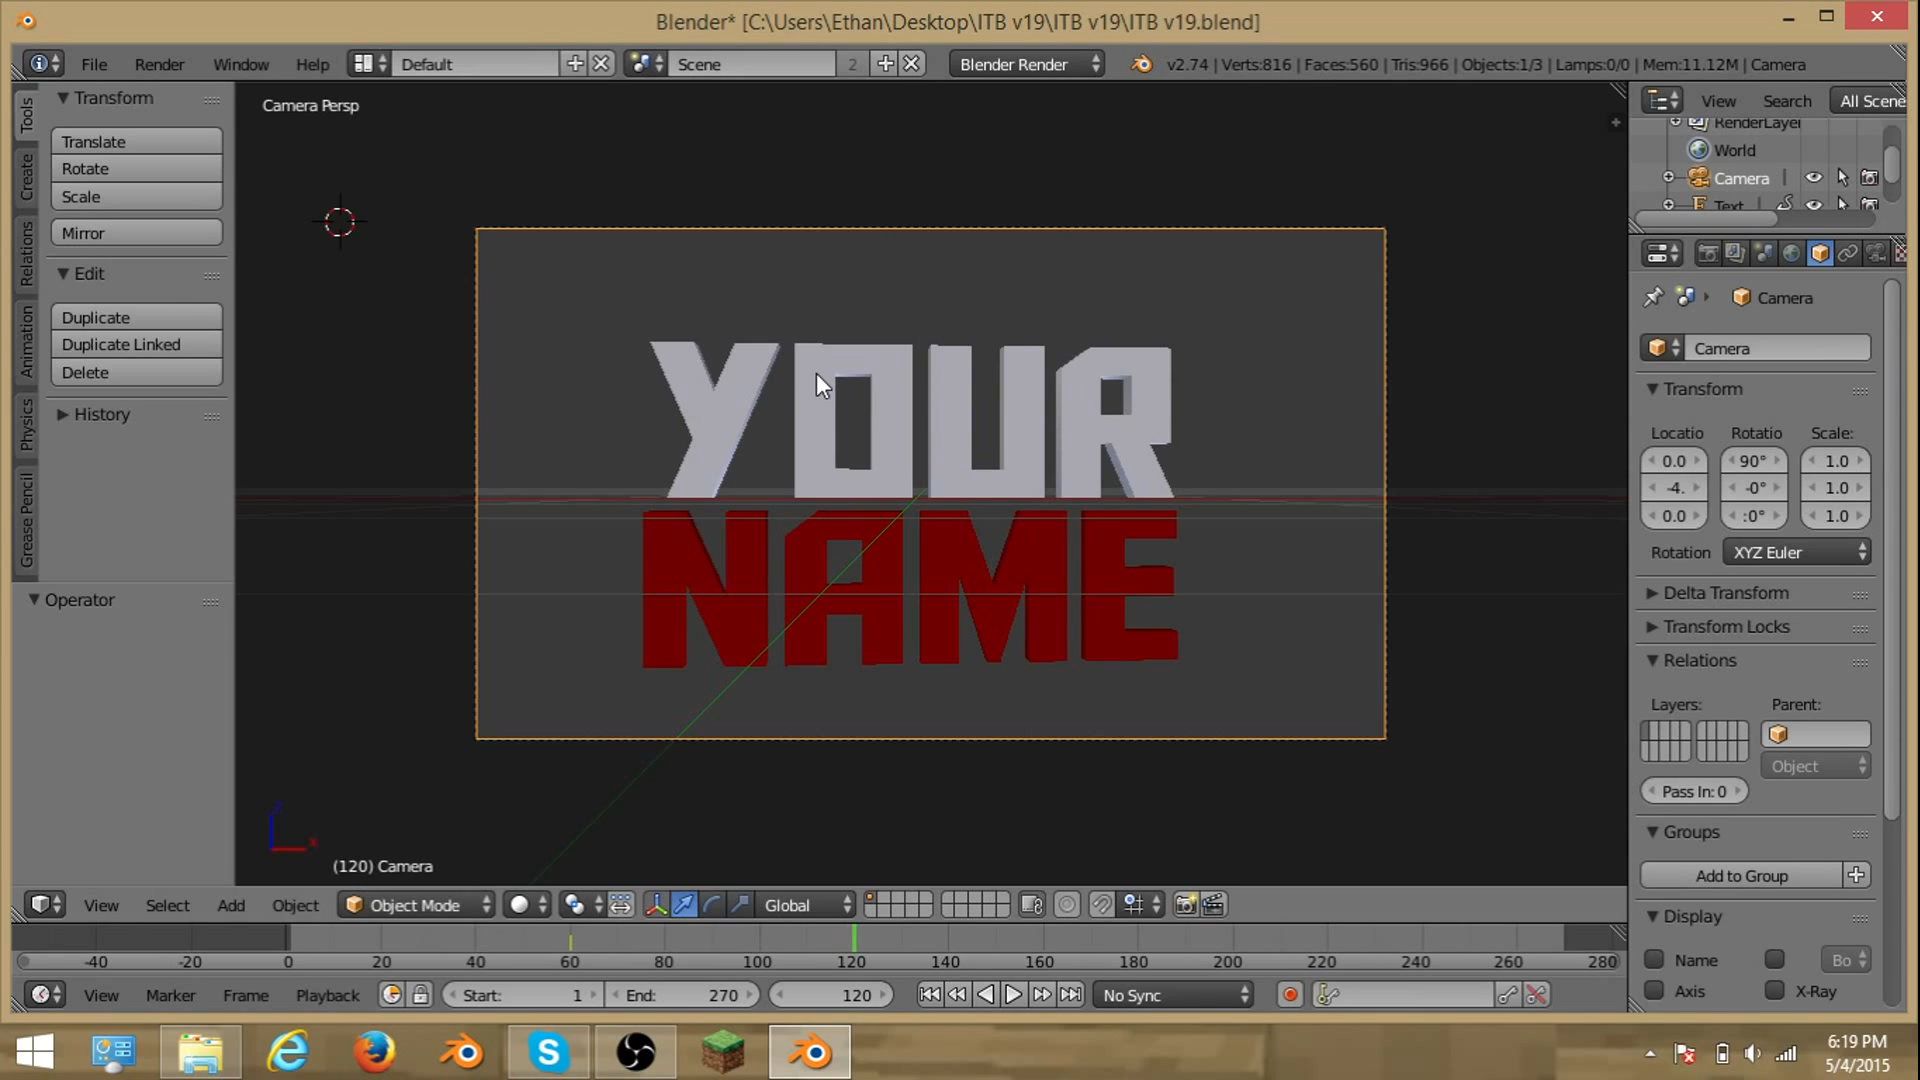 Blender* [C:\Users\Ethan\Desktop\ITB v19\ITB v19\ITB v19.blend]
File Render Window Help Default Scene 2 Blender Render v2.74 | Verts:816 | Faces:560 | Tris:966 | Objects:1/3 | Lamps:0/0 | Mem:11.12M | Camera
Tools
Create
Relations
Animation
Physics
Grease Pencil
Transform
Translate
Rotate
Scale
Mirror
Edit
Duplicate
Duplicate Linked
Delete
History
Operator
Camera Persp
YOUR
NAME
(120) Camera
View Search All Scene
RenderLayer
World
Camera
Text
Camera
Camera
Transform
Locatio Rotatio Scale:
0.0 90° 1.0
-4. -0° 1.0
0.0 :0° 1.0
Rotation XYZ Euler
Delta Transform
Transform Locks
Relations
Layers: Parent:
Object
Pass In: 0
Groups
Add to Group
Display
Name Bo
Axis X-Ray
View Select Add Object Object Mode Global
-40 -20 0 20 40 60 80 100 120 140 160 180 200 220 240 260 280
View Marker Frame Playback Start: 1 End: 270 120 No Sync
6:19 PM
5/4/2015